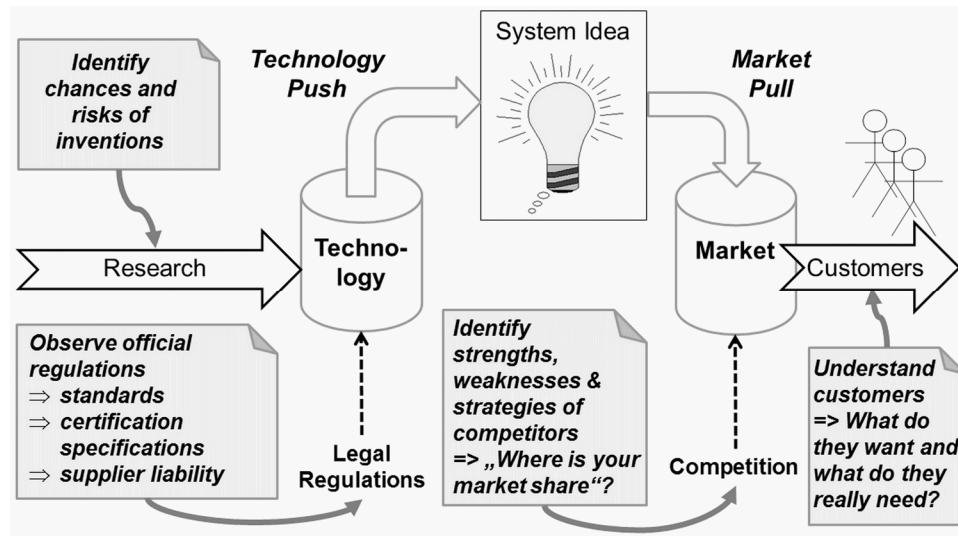 Identify
chances and
risks of
inventions
Technology
Push
System Idea
Market
Pull
Research
Techno-
logy
Market
Customers
Observe official
regulations
⇒ standards
⇒ certification
specifications
⇒ supplier liability
Legal
Regulations
Identify
strengths,
weaknesses &
strategies of
competitors
=> „Where is your
market share“?
Competition
Understand
customers
=> What do
they want and
what do they
really need?